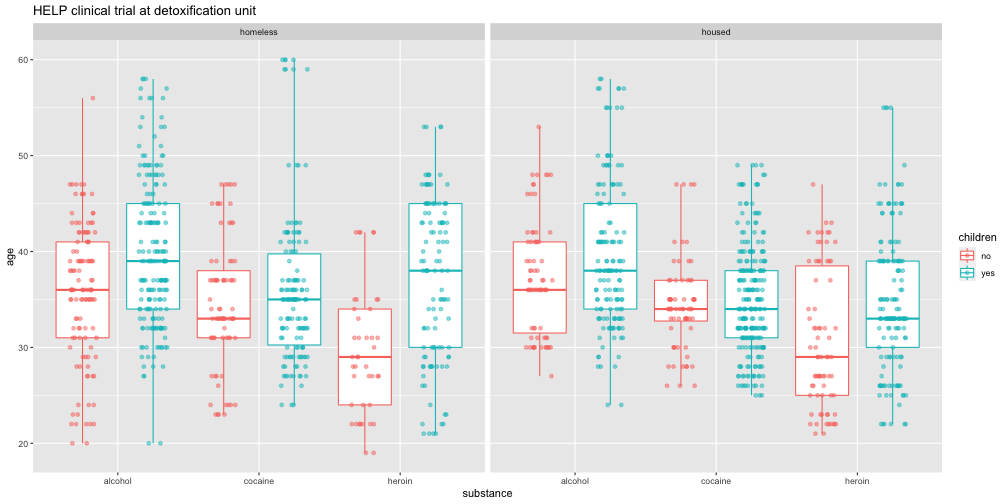 HELP clinical trial at detoxification unit
homeless
housed
60
50
40
30
20
age
alcohol
cocaine
heroin
alcohol
cocaine
heroin
substance
children
no
yes